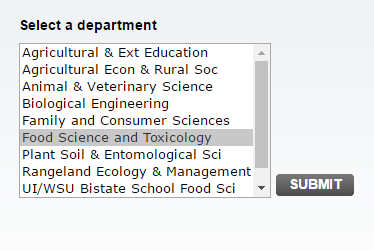 Select a department
Agricultural & Ext Education
Agricultural Econ & Rural Soc
Animal & Veterinary Science
Biological Engineering
Family and Consumer Sciences
Food Science and Toxicology
Plant Soil & Entomological Sci
Rangeland Ecology & Management
UI/WSU Bistate School Food Sci
SUBMIT